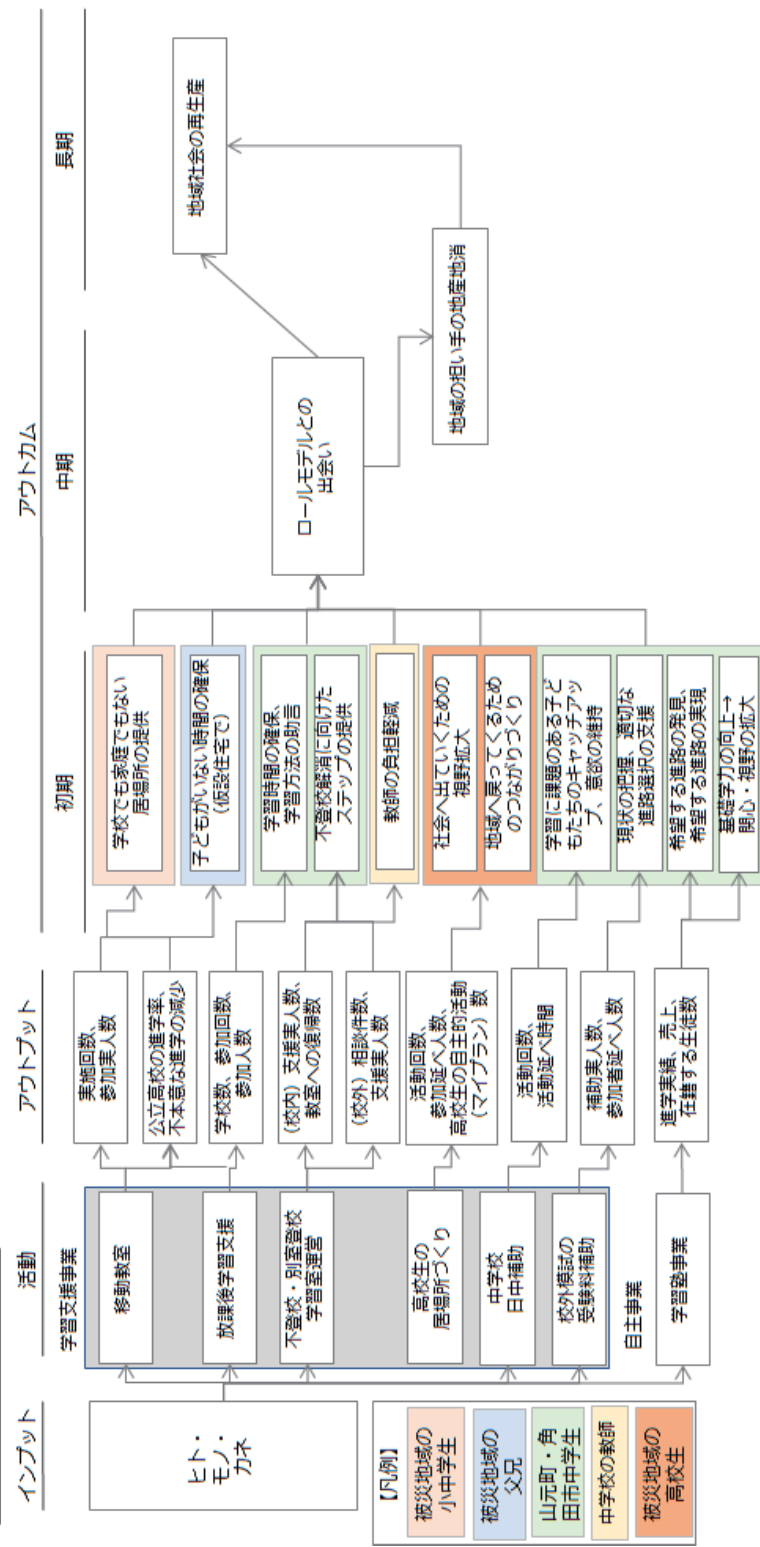 アウトカム
インプット
活動
アウトプット
初期
中期
長期
ヒト・
モノ・
カネ
【凡例】
被災地域の
小中学生
被災地域の
父兄
山元町・角
田市中学生
中学校の教師
被災地域の
高校生
学習支援事業
移動教室
放課後学習支援
不登校・別室登校
学習室運営
高校生の
居場所づくり
中学校
日中補助
校外模試の
受験料補助
自主事業
学習塾事業
実施回数、
参加実人数
公立高校の進学率、
不本意な進学の減少
学校数、参加回数、
参加人数
(校内)支援実人数、
教室への復帰数
(校外)相談件数、
支援実人数
活動回数、
参加延べ人数、
高校生の自主的活動
(マイプラン)数
活動回数、
活動延べ時間
補助実人数、
参加者延べ人数
進学実績、売上、
在籍する生徒数
学校でも家庭でもない
居場所の提供
子どもがいない時間の確保
(仮設住宅で)
学習時間の確保、
学習方法の助言
不登校解消に向けた
ステップの提供
教師の負担軽減
社会へ出ていくための
視野拡大
地域へ戻ってくるため
のつながりづくり
学習に課題のある子ど
もたちのキャッチアッ
プ、意欲の維持
現状の把握、適切な
進路選択の支援
希望する進路の発見、
希望する進路の実現
基礎学力の向上→
関心・視野の拡大
ロールモデルとの
出会い
地域の担い手の地産地消
地域社会の再生産